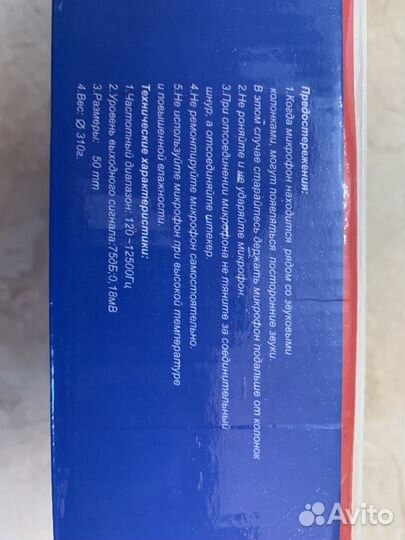 Предостережения:
1.Когда микрофон находится рядом со звуковыми
колонками, могут появляться посторонние звуки.
В этом случае старайтесь держать микрофон подальше от колонок
2.Не роняйте и не ударяйте микрофон.
3.При отсоединении микрофона не тяните за соединительный
шнур, а отсоединяйте штекер.
4.Не ремонтируйте микрофон самостоятельно.
5.Не используйте микрофон при высокой температуре
и повышенной влажности.
Технические характеристики:
1.Частотный диапазон: 120 ~12500Гц
2.Уровень выходного сигнала:75дБ:0.18мВ
3.Размеры: 50 mm
4.Вес: Ø 310г.
Avito